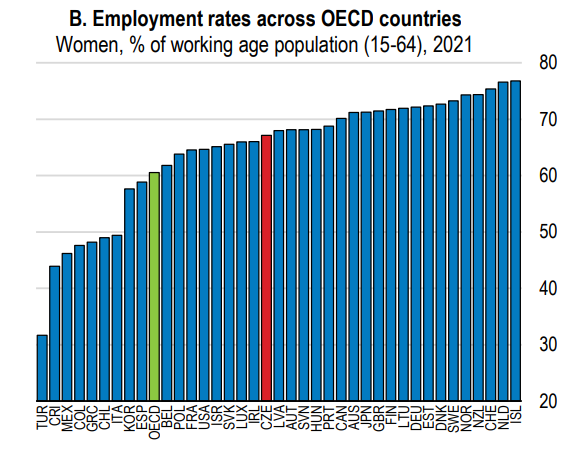 B. Employment rates across OECD countries
Women, % of working age population (15-64), 2021
80
70
60
50
40
30
20
TUR CRI MEX COL GRC CHL ITA KOR ESP OECD BEL POL FRA USA ISR SVK LUX IRL CZE LVA AUT SVN HUN PRT CAN AUS JPN GBR FIN LTU DEU EST DNK SWE NOR NZL CHE NLD ISL